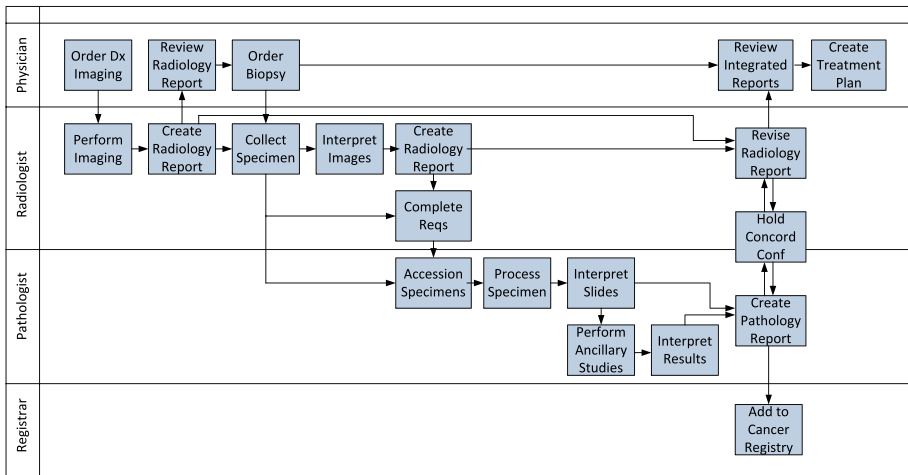 Physician
Order Dx
Imaging
Review
Radiology
Report
Order
Biopsy
Review
Integrated
Reports
Create
Treatment
Plan
Radiologist
Perform
Imaging
Create
Radiology
Report
Collect
Specimen
Interpret
Images
Create
Radiology
Report
Revise
Radiology
Report
Complete
Reqs
Hold
Concord
Conf
Pathologist
Accession
Specimens
Process
Specimen
Interpret
Slides
Create
Pathology
Report
Perform
Ancillary
Studies
Interpret
Results
Registrar
Add to
Cancer
Registry